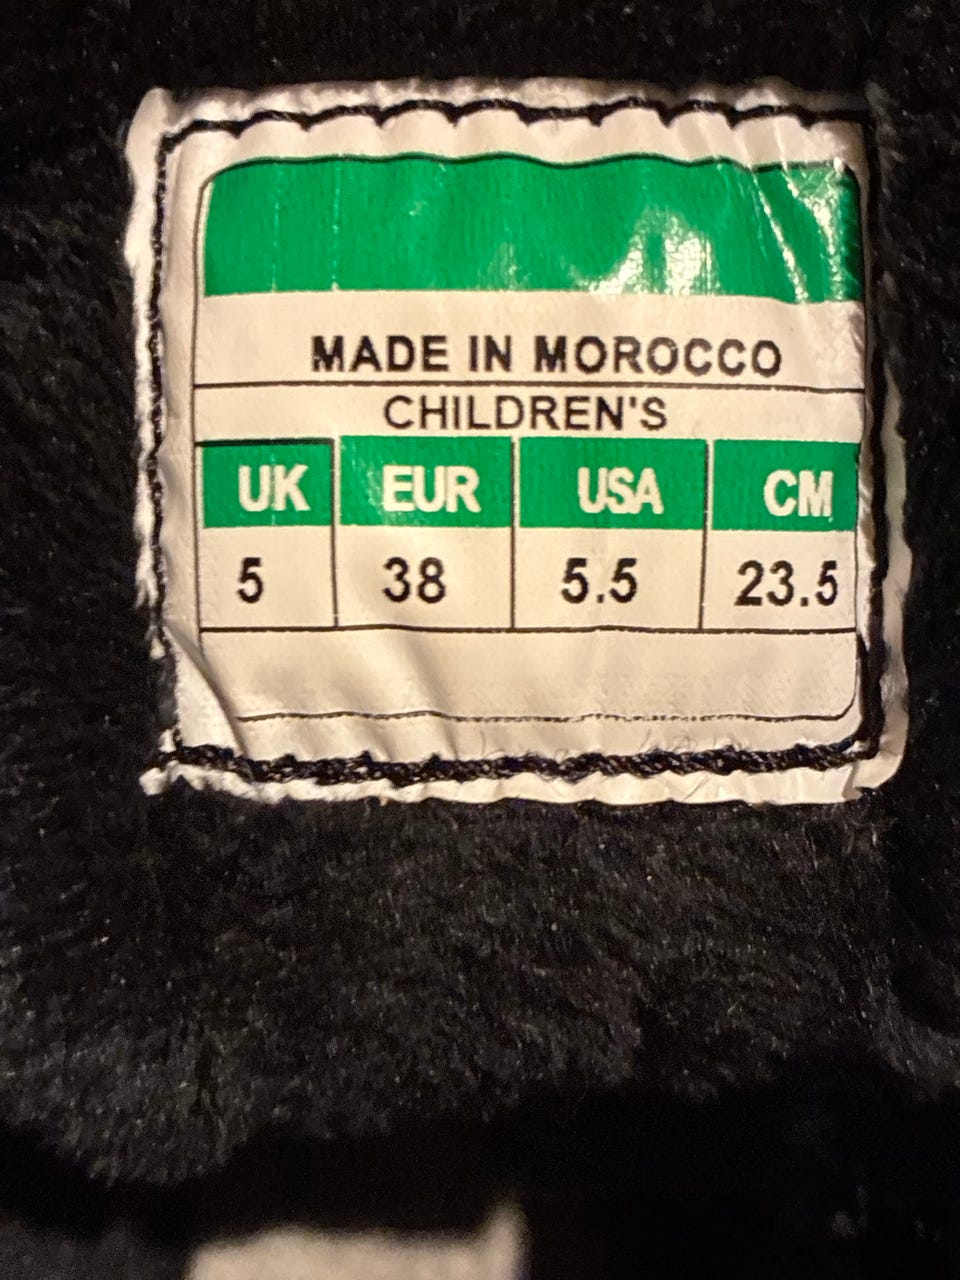 MADE IN MOROCCO
CHILDREN'S
UK EUR USA CM
5 38 5.5 23.5